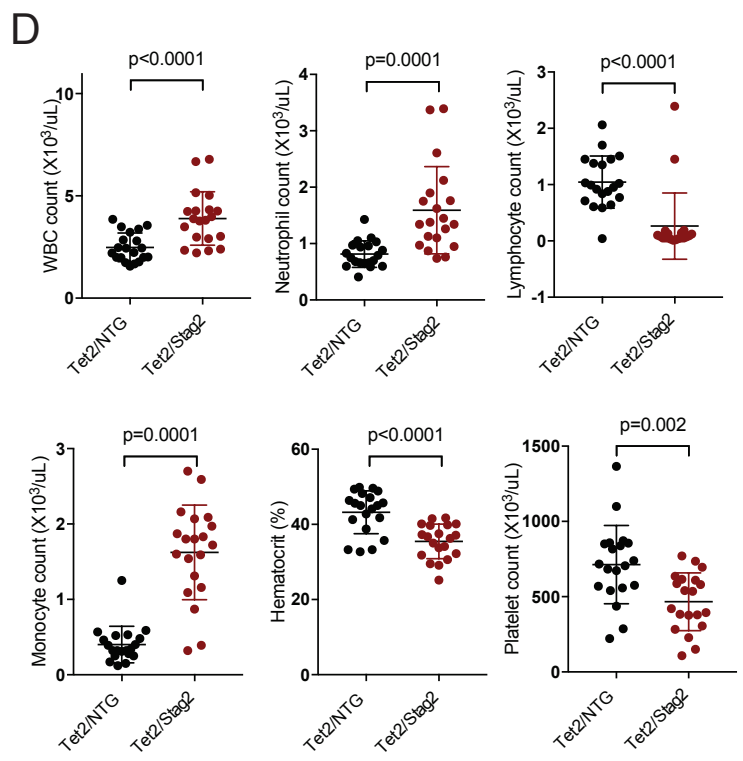 D
p<0.0001
WBC count (X10³/uL)
10
5
0
Tet2/NTG
Tet2/Stag2
p=0.0001
Neutrophil count (X10³/uL)
4
3
2
1
0
Tet2/NTG
Tet2/Stag2
p<0.0001
Lymphocyte count (X10³/uL)
3
2
1
0
-1
Tet2/NTG
Tet2/Stag2
p=0.0001
Monocyte count (X10³/uL)
3
2
1
0
Tet2/NTG
Tet2/Stag2
p<0.0001
Hematocrit (%)
60
40
20
0
Tet2/NTG
Tet2/Stag2
p=0.002
Platelet count (X10³/uL)
1500
1000
500
0
Tet2/NTG
Tet2/Stag2